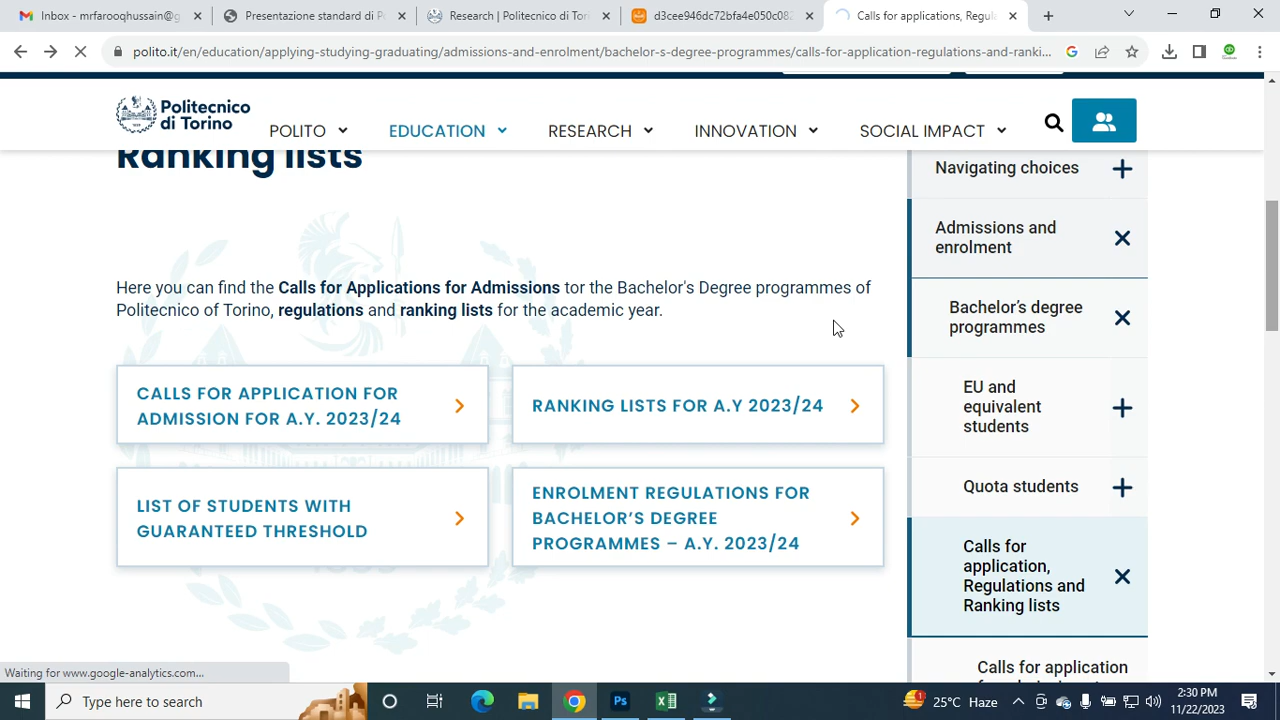 Inbox - mrfarooqhussain@g
Presentazione standard di Po
Research | Politecnico di Tor
d3cee946dc72bfa4e050c082
Calls for applications, Regula
polito.it/en/education/applying-studying-graduating/admissions-and-enrolment/bachelor-s-degree-programmes/calls-for-application-regulations-and-ranki...
Politecnico
di Torino
POLITO
EDUCATION
RESEARCH
INNOVATION
SOCIAL IMPACT
Ranking lists
Here you can find the Calls for Applications for Admissions tor the Bachelor's Degree programmes of
Politecnico of Torino, regulations and ranking lists for the academic year.
CALLS FOR APPLICATION FOR
ADMISSION FOR A.Y. 2023/24
RANKING LISTS FOR A.Y 2023/24
LIST OF STUDENTS WITH
GUARANTEED THRESHOLD
ENROLMENT REGULATIONS FOR
BACHELOR'S DEGREE
PROGRAMMES – A.Y. 2023/24
Navigating choices
Admissions and
enrolment
Bachelor's degree
programmes
EU and
equivalent
students
Quota students
Calls for
application,
Regulations and
Ranking lists
Calls for application
Waiting for www.google-analytics.com...
Type here to search
25°C Haze
2:30 PM
11/22/2023